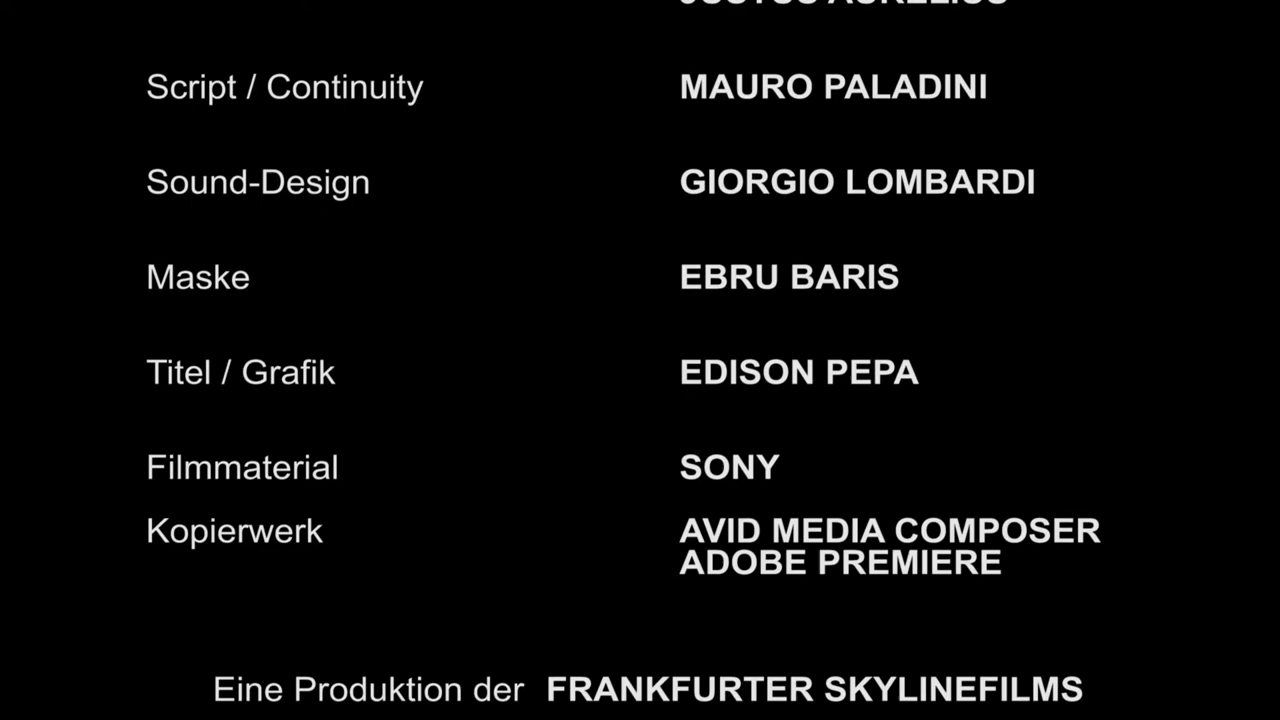 Script / Continuity MAURO PALADINI
Sound-Design GIORGIO LOMBARDI
Maske EBRU BARIS
Titel / Grafik EDISON PEPA
Filmmaterial SONY
Kopierwerk AVID MEDIA COMPOSER
ADOBE PREMIERE
Eine Produktion der FRANKFURTER SKYLINEFILMS